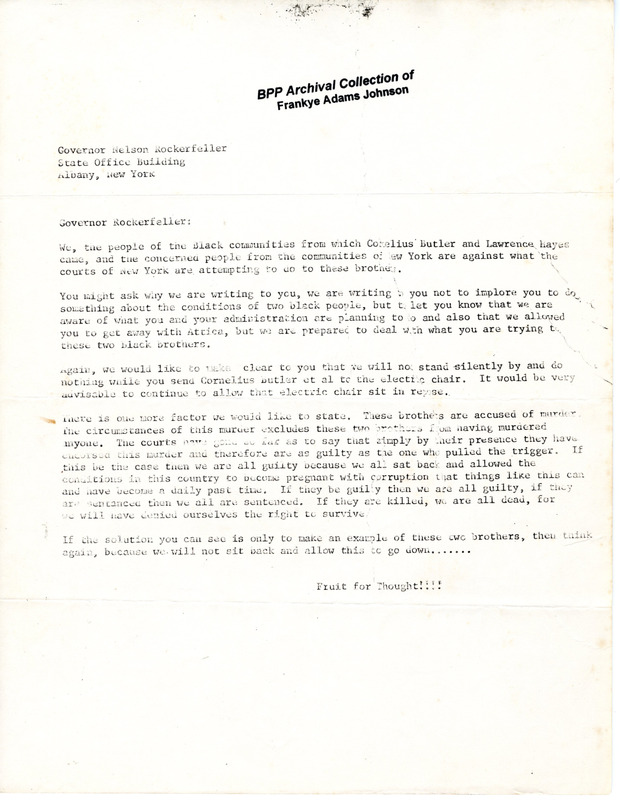 BPP Archival Collection of
Frankye Adams Johnson
Governor Nelson Rockerfeller
State Office Building
Albany, New York
Governor Rockerfeller:
We, the people of the Black communities from which Cornelius Butler and Lawrence Hayes
came, and the concerned people from the communities of New York are against what the
courts of New York are attempting to do to these brothers.
You might ask why we are writing to you, we are writing to you not to implore you to do
something about the conditions of two black people, but to let you know that we are
aware of what you and your administration are planning to do and also that we allowed
you to get away with Attica, but we are prepared to deal with what you are trying to
these two Black brothers.
Again, we would like to make clear to you that we will not stand silently by and do
nothing while you send Cornelius Butler et al to the electric chair. It would be very
advisable to continue to allow that electric chair sit in repose.
There is one more factor we would like to state. These brothers are accused of murder.
The circumstances of this murder excludes these two brothers from having murdered
anyone. The courts have gone so far as to say that simply by their presence they have
endorsed this murder and therefore are as guilty as the one who pulled the trigger. If
this be the case then we are all guilty because we all sat back and allowed the
conditions in this country to become pregnant with corruption that things like this can
and have become a daily past time. If they be guilty then we are all guilty, if they
are sentanced then we all are sentenced. If they are killed, we are all dead, for
we will have denied ourselves the right to survive
If the solution you can see is only to make an example of these two brothers, then think
again, because we will not sit back and allow this to go down.......
Fruit for Thought!!!!